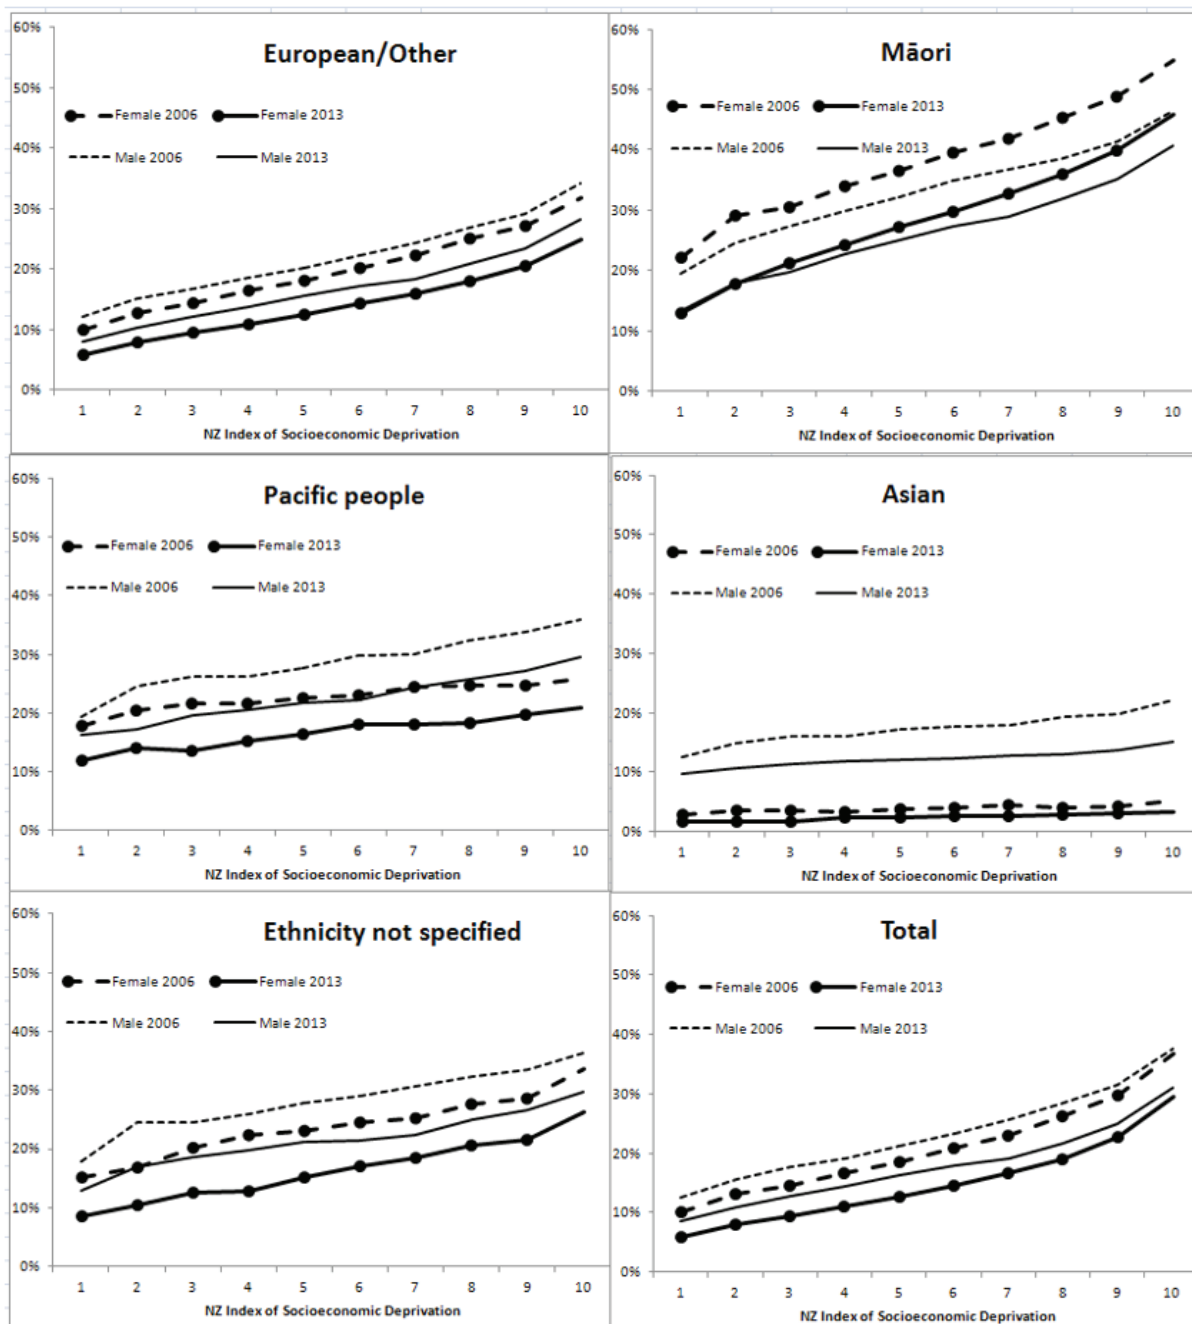 European/Other
60%
50%
40%
30%
20%
10%
0%
Female 2006 Female 2013
Male 2006 Male 2013
1 2 3 4 5 6 7 8 9 10
NZ Index of Socioeconomic Deprivation
Māori
60%
50%
40%
30%
20%
10%
0%
Female 2006 Female 2013
Male 2006 Male 2013
1 2 3 4 5 6 7 8 9 10
NZ Index of Socioeconomic Deprivation
Pacific people
60%
50%
40%
30%
20%
10%
0%
Female 2006 Female 2013
Male 2006 Male 2013
1 2 3 4 5 6 7 8 9 10
NZ Index of Socioeconomic Deprivation
Asian
60%
50%
40%
30%
20%
10%
0%
Female 2006 Female 2013
Male 2006 Male 2013
1 2 3 4 5 6 7 8 9 10
NZ Index of Socioeconomic Deprivation
Ethnicity not specified
60%
50%
40%
30%
20%
10%
0%
Female 2006 Female 2013
Male 2006 Male 2013
1 2 3 4 5 6 7 8 9 10
NZ Index of Socioeconomic Deprivation
Total
60%
50%
40%
30%
20%
10%
0%
Female 2006 Female 2013
Male 2006 Male 2013
1 2 3 4 5 6 7 8 9 10
NZ Index of Socioeconomic Deprivation